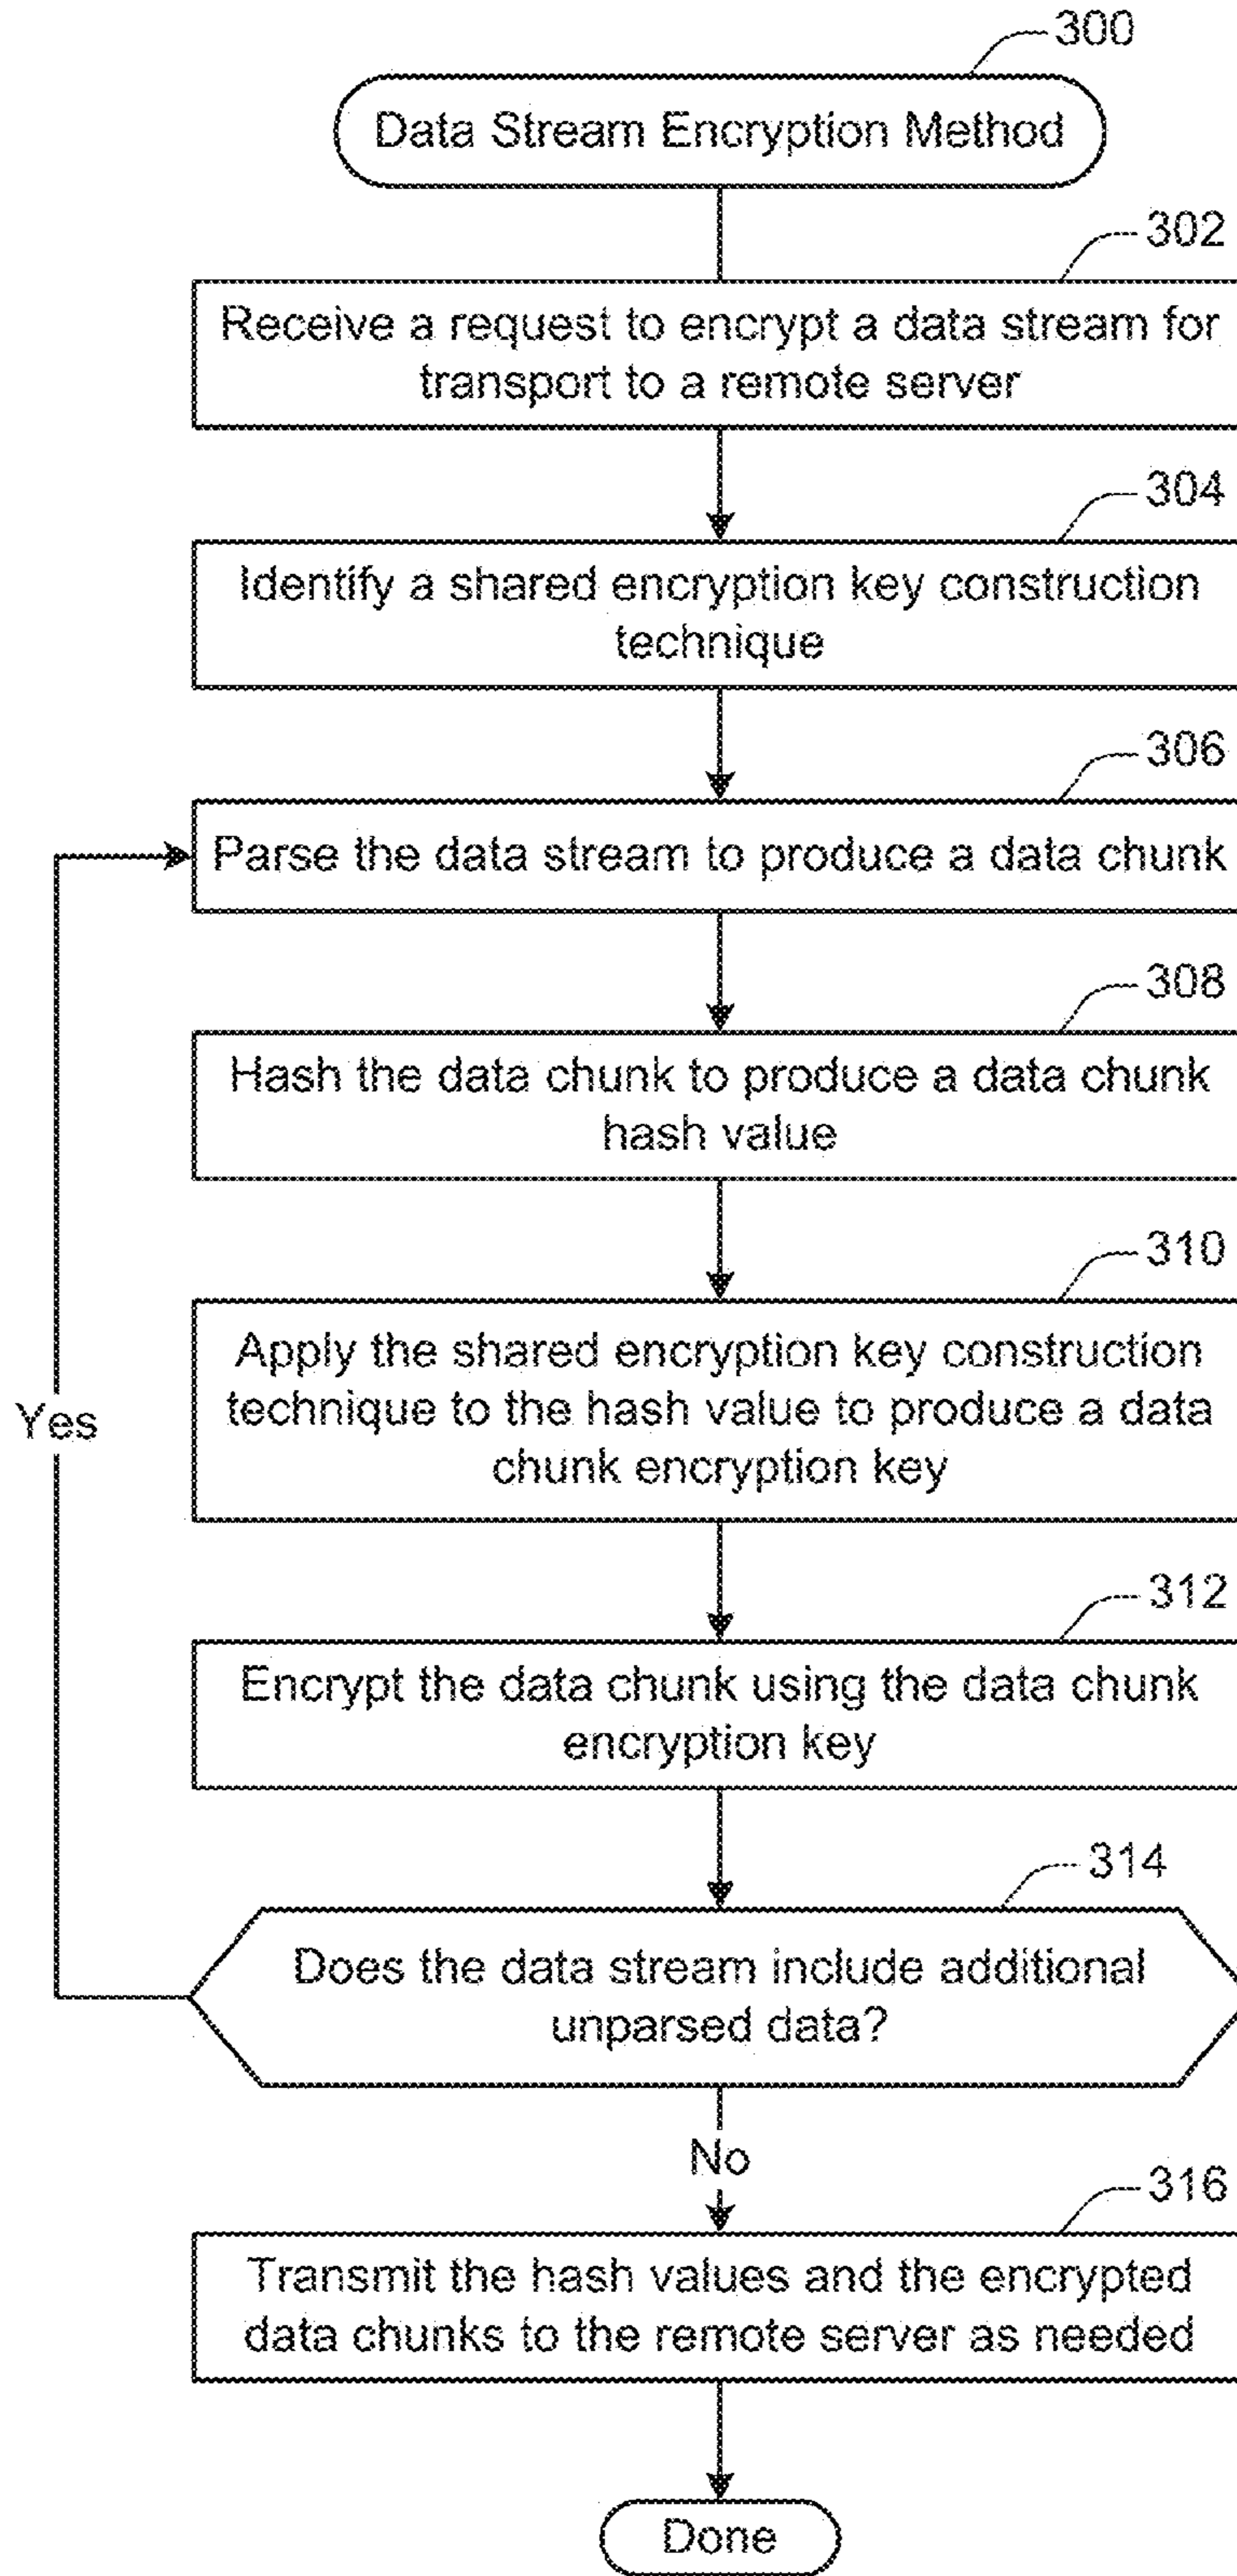 300
Data Stream Encryption Method
302
Receive a request to encrypt a data stream for
transport to a remote server
304
Identify a shared encryption key construction
technique
306
Parse the data stream to produce a data chunk
308
Hash the data chunk to produce a data chunk
hash value
310
Apply the shared encryption key construction
technique to the hash value to produce a data
chunk encryption key
Yes
312
Encrypt the data chunk using the data chunk
encryption key
314
Does the data stream include additional
unparsed data?
No
316
Transmit the hash values and the encrypted
data chunks to the remote server as needed
Done